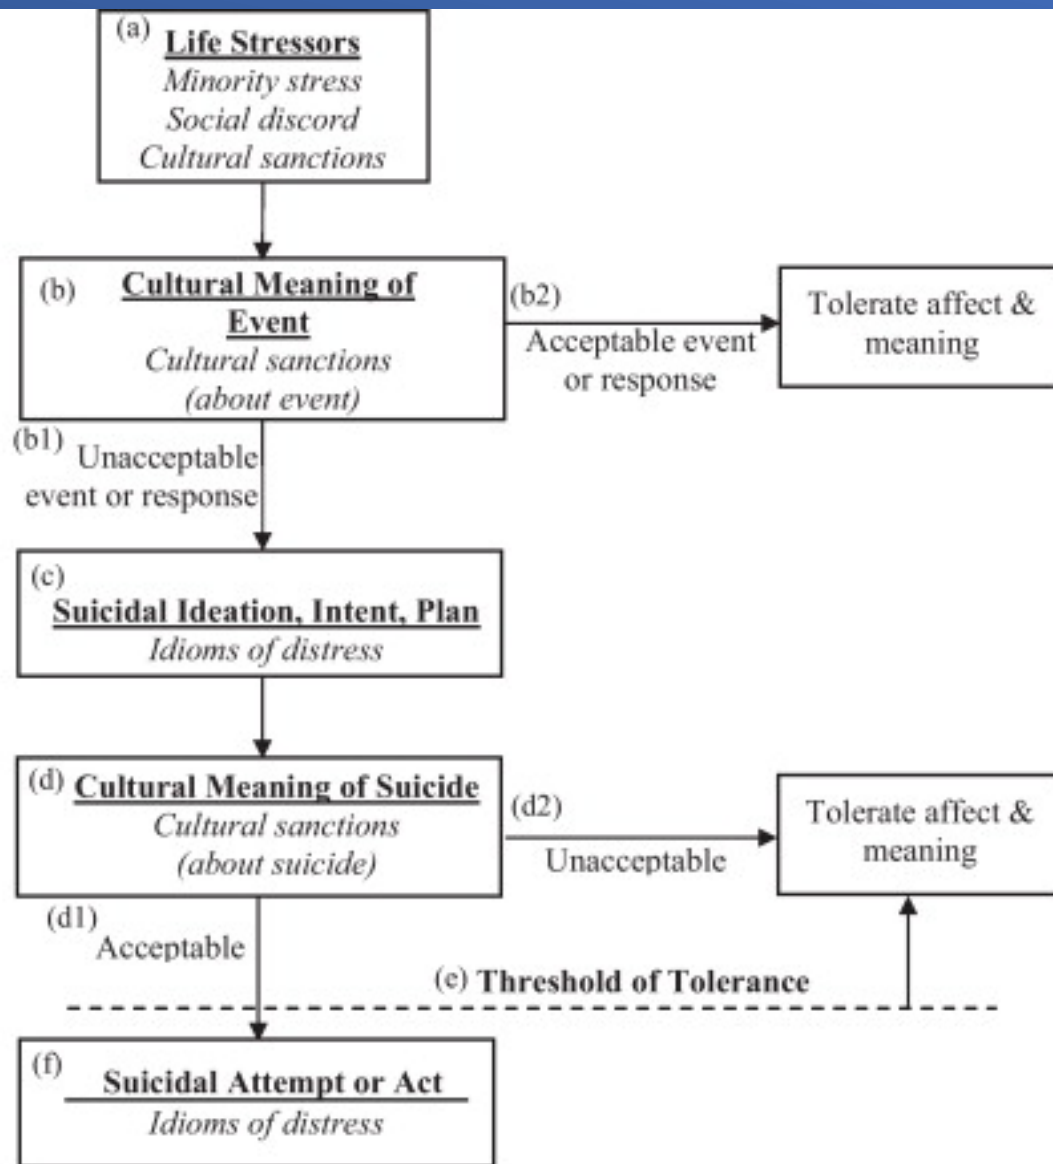 (a) Life Stressors
Minority stress
Social discord
Cultural sanctions
(b) Cultural Meaning of
Event
Cultural sanctions
(about event)
(b2)
Acceptable event
or response
Tolerate affect &
meaning
(b1) Unacceptable
event or response
(c)
Suicidal Ideation, Intent, Plan
Idioms of distress
(d) Cultural Meaning of Suicide
Cultural sanctions
(about suicide)
(d2)
Unacceptable
Tolerate affect &
meaning
(d1)
Acceptable
(e) Threshold of Tolerance
(f)
Suicidal Attempt or Act
Idioms of distress